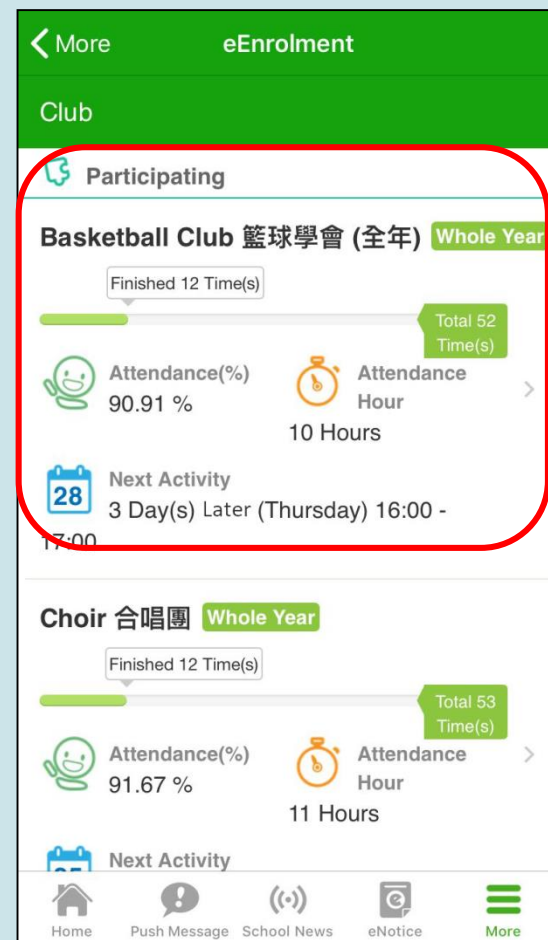 More
eEnrolment
Club
Participating
Basketball Club 籃球學會 (全年) Whole Year
Finished 12 Time(s)
Total 52
Time(s)
Attendance(%)
90.91 %
Attendance
Hour
10 Hours
28
Next Activity
3 Day(s) Later (Thursday) 16:00 -
17:00
Choir 合唱團 Whole Year
Finished 12 Time(s)
Total 53
Time(s)
Attendance(%)
91.67 %
Attendance
Hour
11 Hours
Next Activity
Home
Push Message
School News
eNotice
More